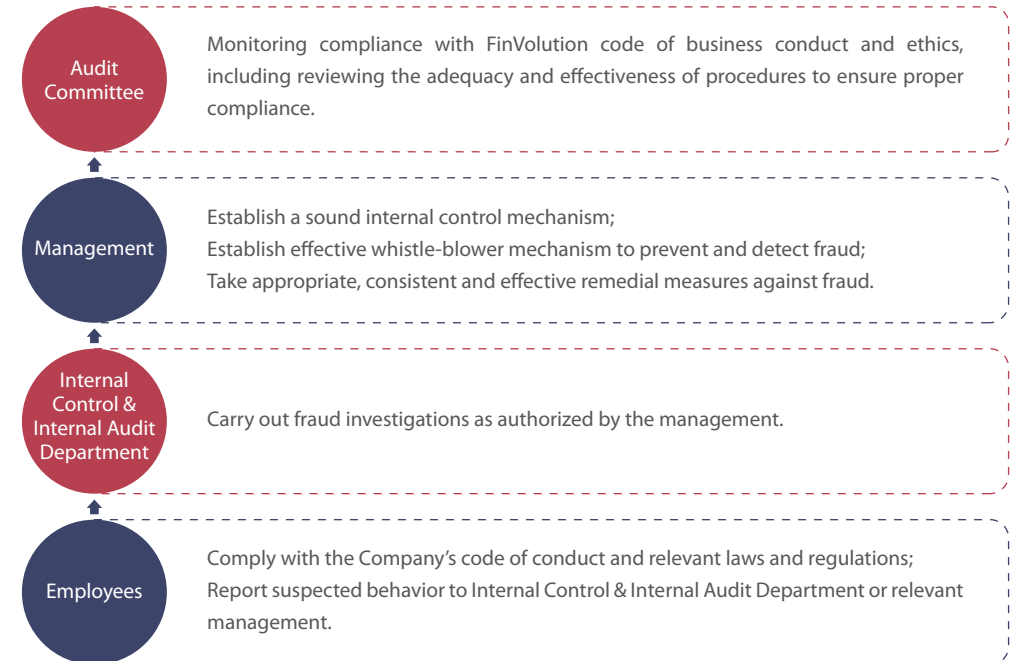 Audit
Committee
Monitoring compliance with FinVolution code of business conduct and ethics,
including reviewing the adequacy and effectiveness of procedures to ensure proper
compliance.
Management
Establish a sound internal control mechanism;
Establish effective whistle-blower mechanism to prevent and detect fraud;
Take appropriate, consistent and effective remedial measures against fraud.
Internal
Control &
Internal Audit
Department
Carry out fraud investigations as authorized by the management.
Employees
Comply with the Company’s code of conduct and relevant laws and regulations;
Report suspected behavior to Internal Control & Internal Audit Department or relevant
management.